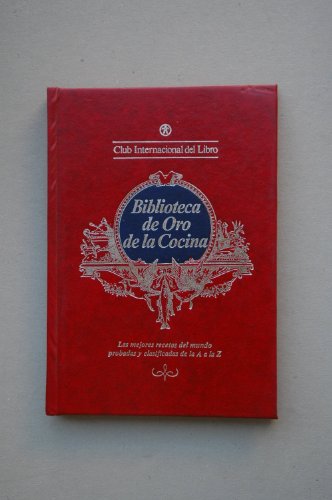 Club Internacional del Libro
Biblioteca
de Oro
de la Cocina
Las mejores recetas del mundo
probadas y clasificadas de la A a la Z